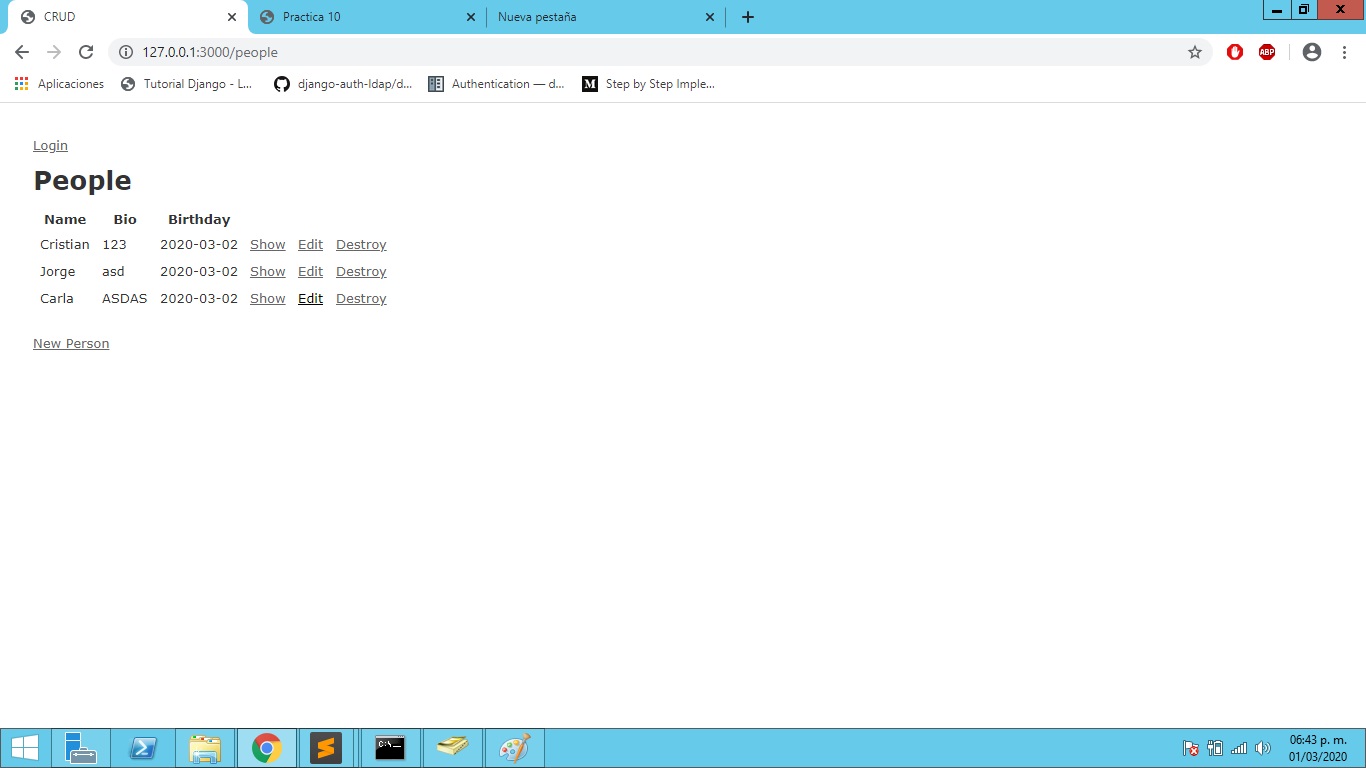 CRUD
Practica 10
Nueva pestaña
127.0.0.1:3000/people
ABP
Aplicaciones
Tutorial Django - L...
django-auth-ldap/d...
Authentication — d...
M
Step by Step Imple...
Login
People
Name Bio Birthday
Cristian 123 2020-03-02 Show Edit Destroy
Jorge asd 2020-03-02 Show Edit Destroy
Carla ASDAS 2020-03-02 Show Edit Destroy
New Person
C:\_
06:43 p. m.
01/03/2020